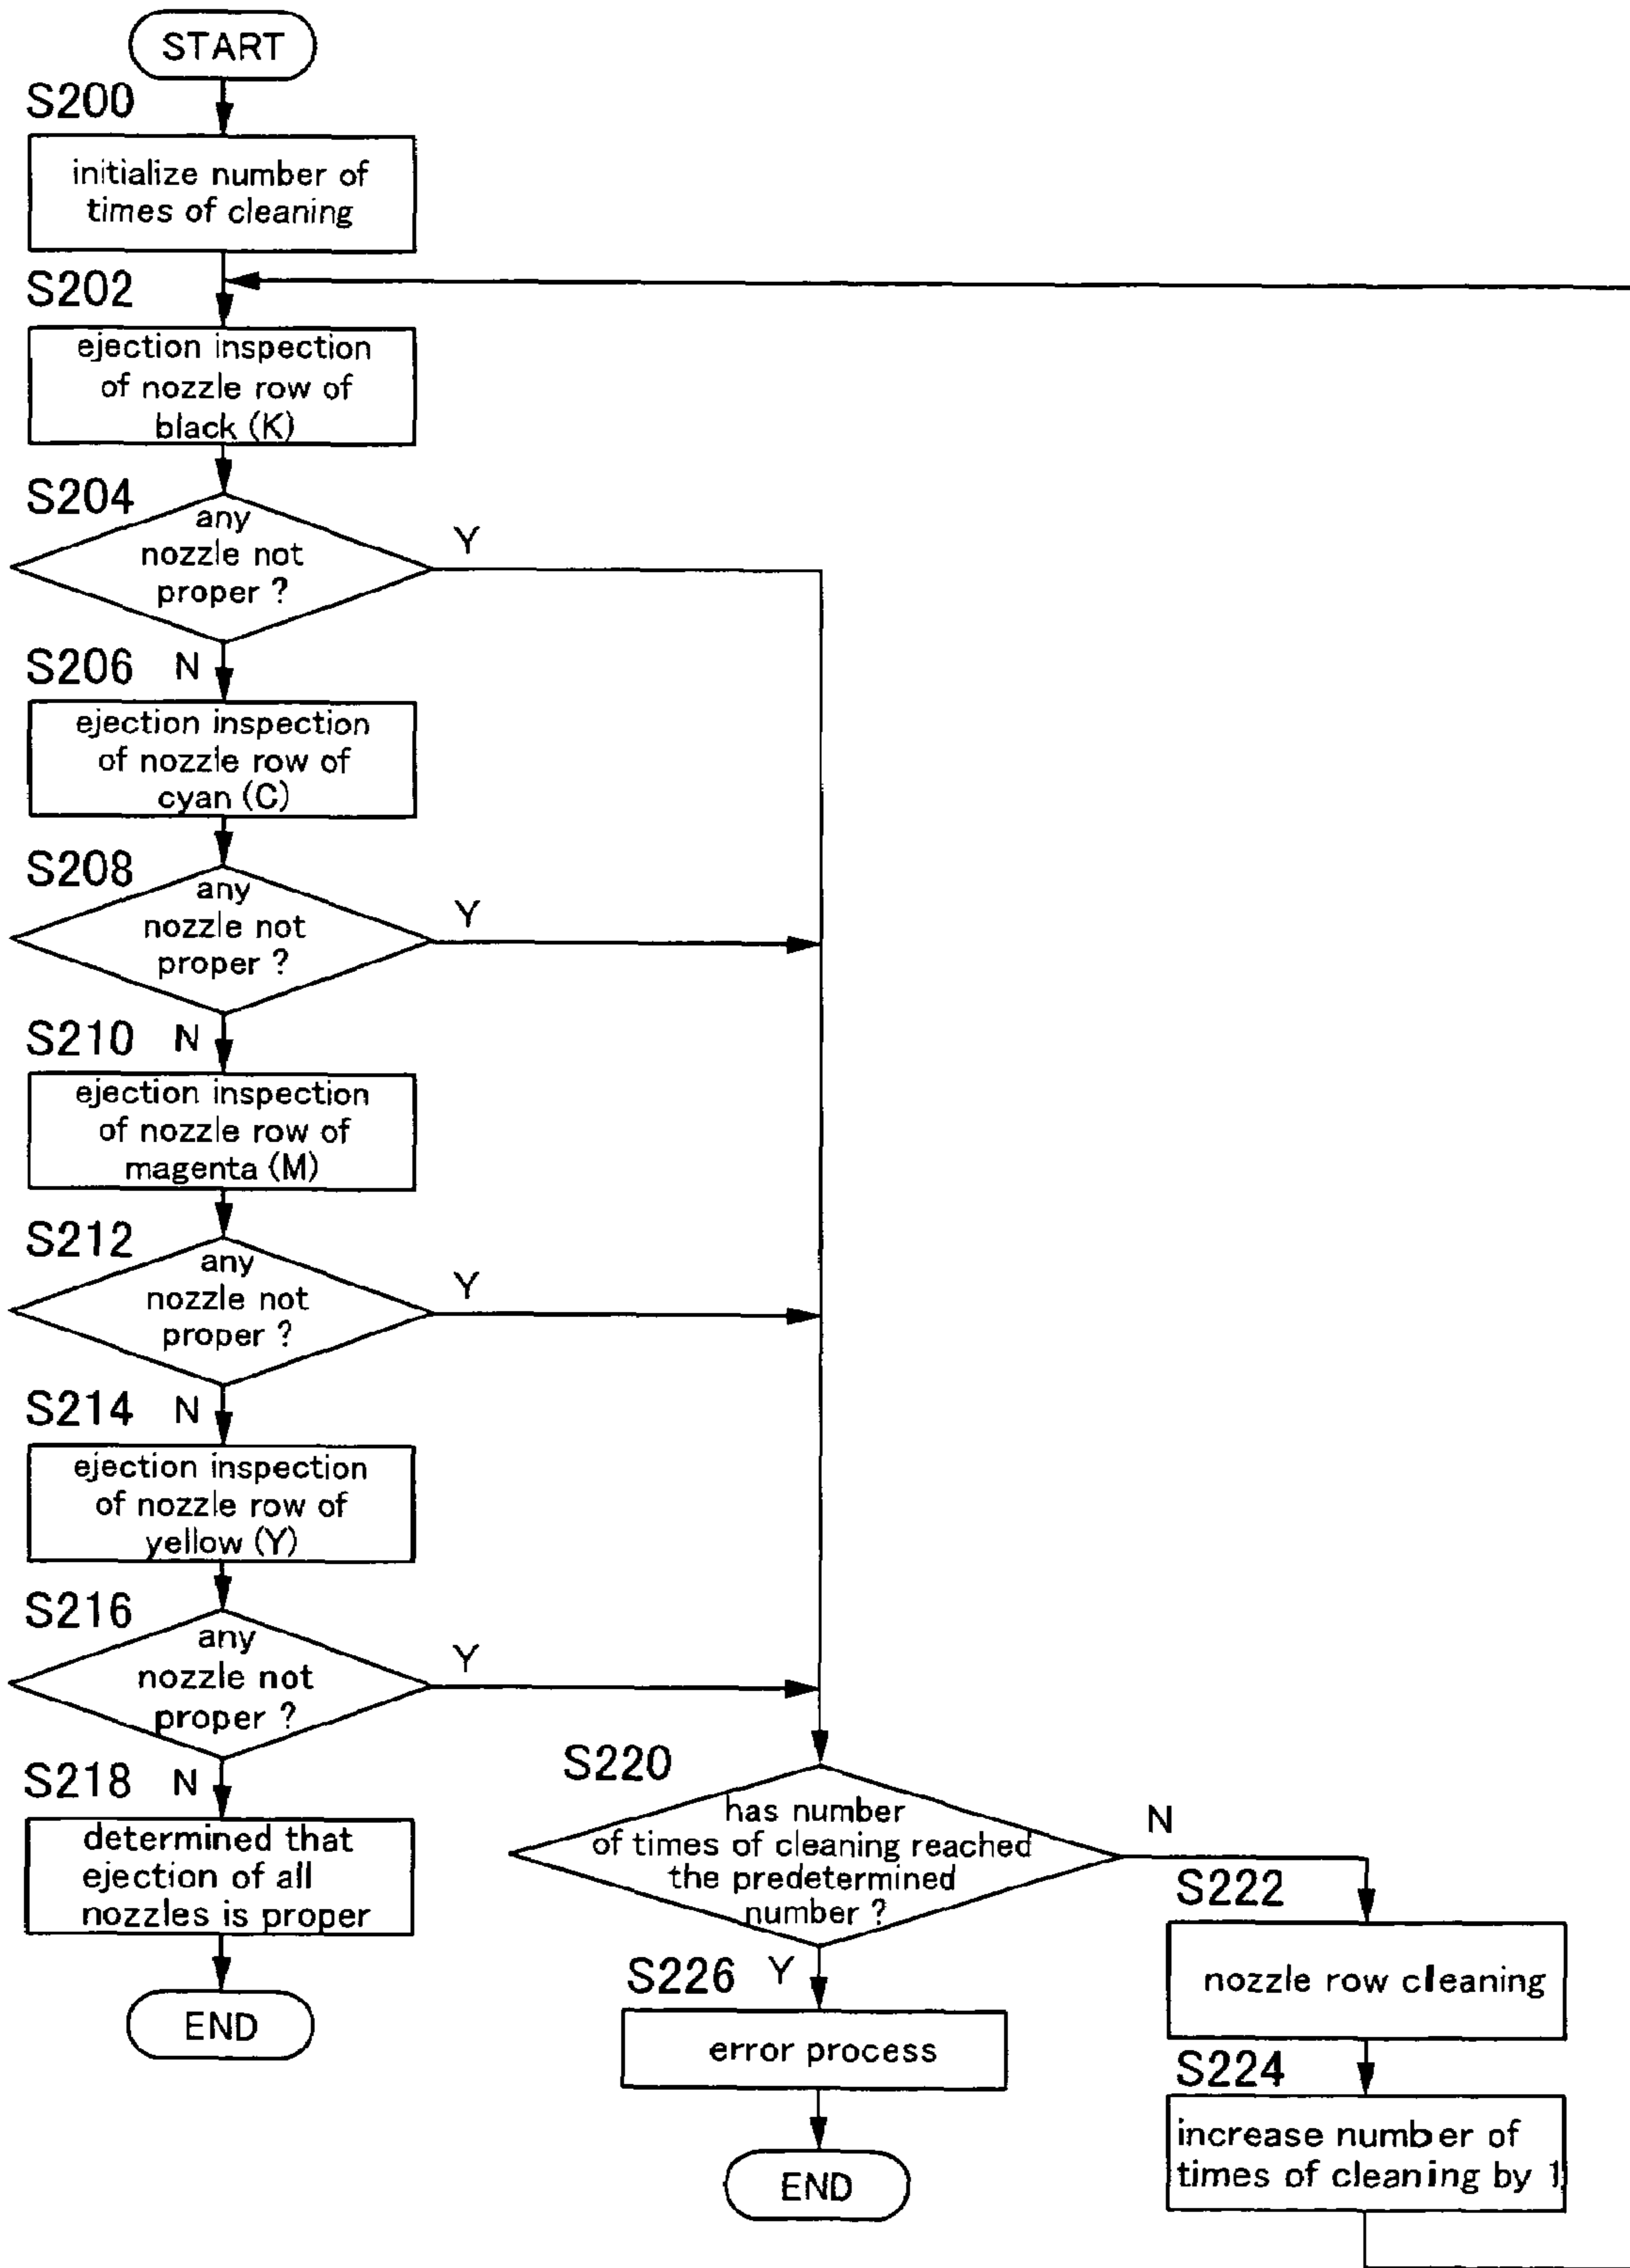 START
S200
initialize number of
times of cleaning
S202
ejection inspection
of nozzle row of
black (K)
S204
any
nozzle not
proper ?
Y
S206 N
ejection inspection
of nozzle row of
cyan (C)
S208
any
nozzle not
proper ?
Y
S210 N
ejection inspection
of nozzle row of
magenta (M)
S212
any
nozzle not
proper ?
Y
S214 N
ejection inspection
of nozzle row of
yellow (Y)
S216
any
nozzle not
proper ?
Y
S218 N
determined that
ejection of all
nozzles is proper
END
S220
has number
of times of cleaning reached
the predetermined
number ?
N
Y
S226
error process
END
S222
nozzle row cleaning
S224
increase number of
times of cleaning by 1